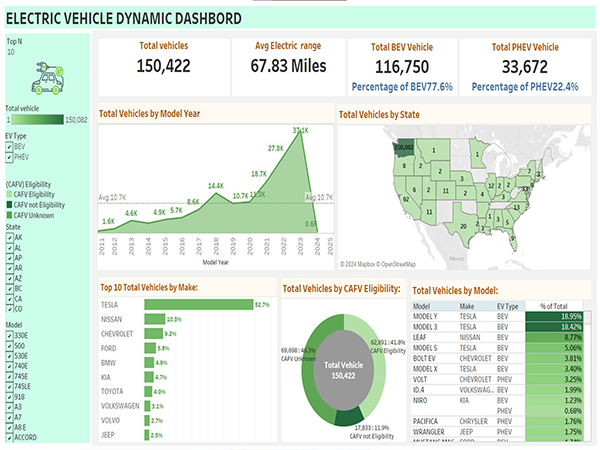 ELECTRIC VEHICLE DYNAMIC DASHBORD
Top N
10
Total vehicle
1 150,082
EV Type
BEV
PHEV
(CAFV) Eligibility
CAFV Eligibility
CAFV not Eligibility
CAFV Unknown
State
AK
AL
AP
AR
AZ
BC
CA
CO
Model
330E
500
530E
740E
745E
745LE
918
A3
A7
A8 E
ACCORD
Total vehicles
150,422
Avg Electric range
67.83 Miles
Total BEV Vehicle
116,750
Percentage of BEV77.6%
Total PHEV Vehicle
33,672
Percentage of PHEV22.4%
Total Vehicles by Model Year
37.1K
27.8K
18.7K
14.4K
Avg 10.7K 8.6K 10.7K 11.3K Avg 10.7K
1.6K 4.6K 4.9K 5.7K 0.6K
2011 2012 2013 2014 2015 2016 2017 2018 2019 2020 2021 2022 2023 2024 2025
Model Year
Total Vehicles by State
150,082
Mexico
© 2024 Mapbox © OpenStreetMap
Top 10 Total Vehicles by Make:
TESLA 52.7%
NISSAN 10.3%
CHEVROLET 9.2%
FORD 5.8%
BMW 4.9%
KIA 4.7%
TOYOTA 4.0%
VOLKSWAGEN 3.1%
VOLVO 2.7%
JEEP 2.5%
Total Vehicles by CAFV Eligibility:
69,698: 46.3%
CAFV Unknown
62,891: 41.8%
CAFV Eligibility
Total Vehicle
150,422
17,833: 11.9%
CAFV not Eligibility
Total Vehicles by Model:
Model Make EV Type % of Total
MODEL Y TESLA BEV 18.95%
MODEL 3 TESLA BEV 18.42%
LEAF NISSAN BEV 8.77%
MODEL S TESLA BEV 5.06%
BOLT EV CHEVROLET BEV 3.81%
MODEL X TESLA BEV 3.40%
VOLT CHEVROLET PHEV 3.25%
ID.4 VOLKSWAG.. BEV 1.99%
NIRO KIA BEV 1.23%
PHEV 0.68%
PACIFICA CHRYSLER PHEV 1.76%
WRANGLER JEEP PHEV 1.75%